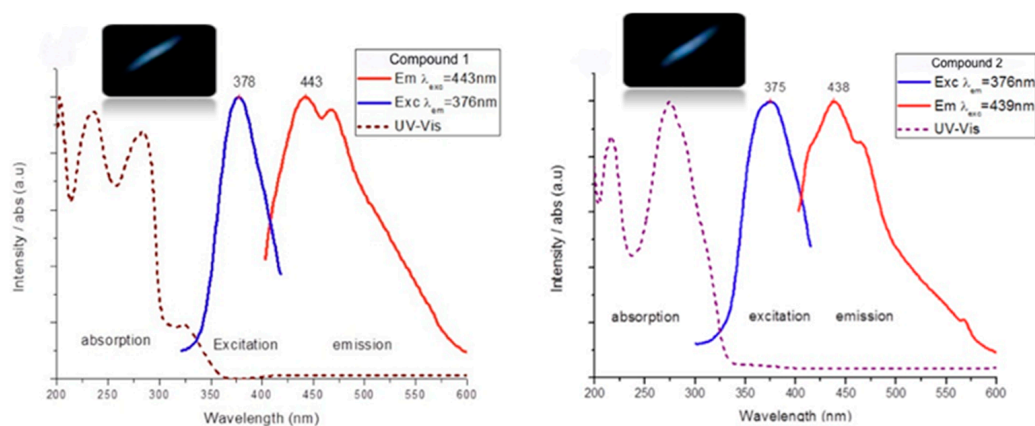 Compound 1
Em λexc=443nm
Exc λem=376nm
UV-Vis
378
443
absorption
Excitation
emission
Intensity / abs (a.u)
200 250 300 350 400 450 500 550 600
Wavelength (nm)
Compound 2
Exc λem=376nm
Em λexc=439nm
UV-Vis
375
438
absorption
excitation
emission
Intensity / abs (a.u)
200 250 300 350 400 450 500 550 600
Wavelength (nm)